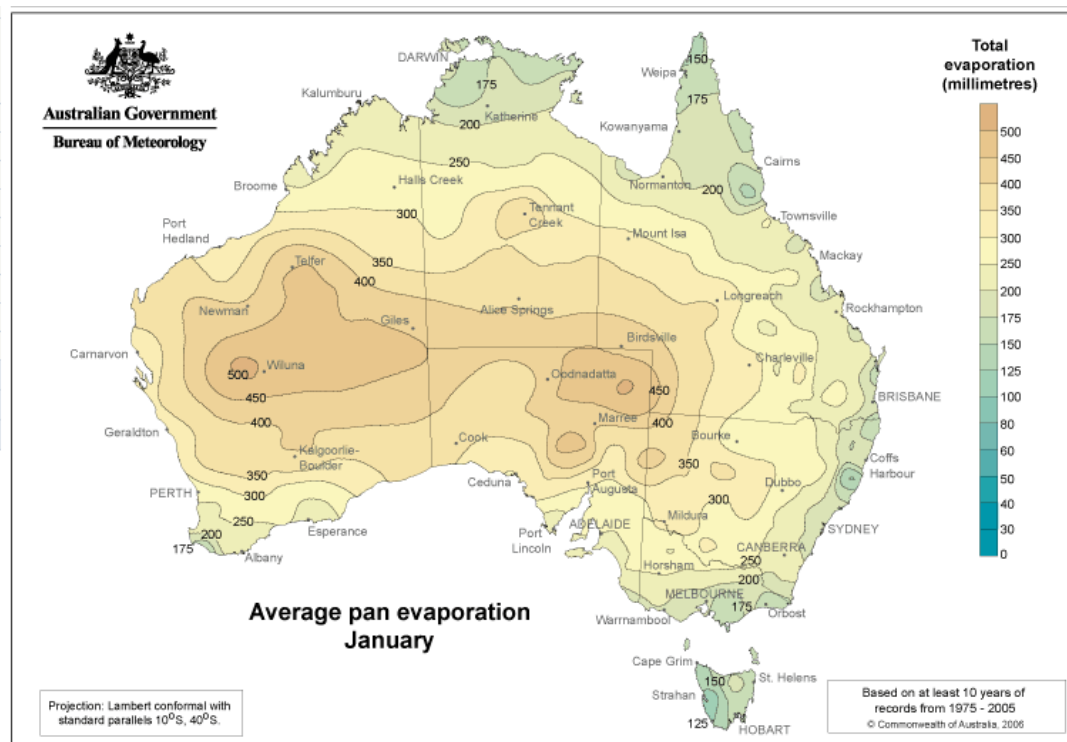 Australian Government
Bureau of Meteorology
Total
evaporation
(millimetres)
500
450
400
350
300
250
200
175
150
125
100
80
60
50
40
30
0
DARWIN
Weipa
150
175
175
Kalumburu
Katherine
Kowanyama
200
250
Cairns
Halls Creek
Normanton
200
Broome
300
Tennant
Creek
Townsville
Port
Hedland
Mount Isa
Mackay
Telfer
350
400
Newman
Alice Springs
Longreach
Rockhampton
Giles
Birdsville
Carnarvon
Wiluna
500
Oodnadatta
Charleville
450
450
BRISBANE
400
Marree
400
Geraldton
Cook
Bourke
Kalgoorlie-
Boulder
350
Coffs
Harbour
350
Ceduna
Port
Augusta
Dubbo
PERTH
300
300
250
Esperance
Port
Lincoln
ADELAIDE
Mildura
SYDNEY
200
175
Albany
CANBERRA
250
Horsham
200
MELBOURNE
175
Orbost
Warrnambool
Average pan evaporation
January
Cape Grim
150
St. Helens
Strahan
125
HOBART
Projection: Lambert conformal with
standard parallels 10ºS, 40ºS.
Based on at least 10 years of
records from 1975 - 2005
© Commonwealth of Australia, 2006